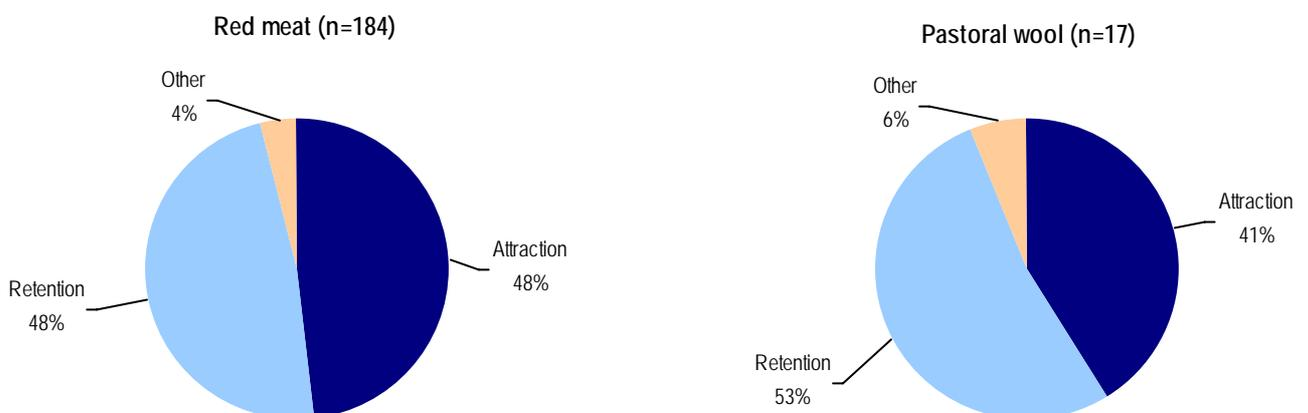 Red meat (n=184)
Other
4%
Attraction
48%
Retention
48%
Pastoral wool (n=17)
Other
6%
Attraction
41%
Retention
53%